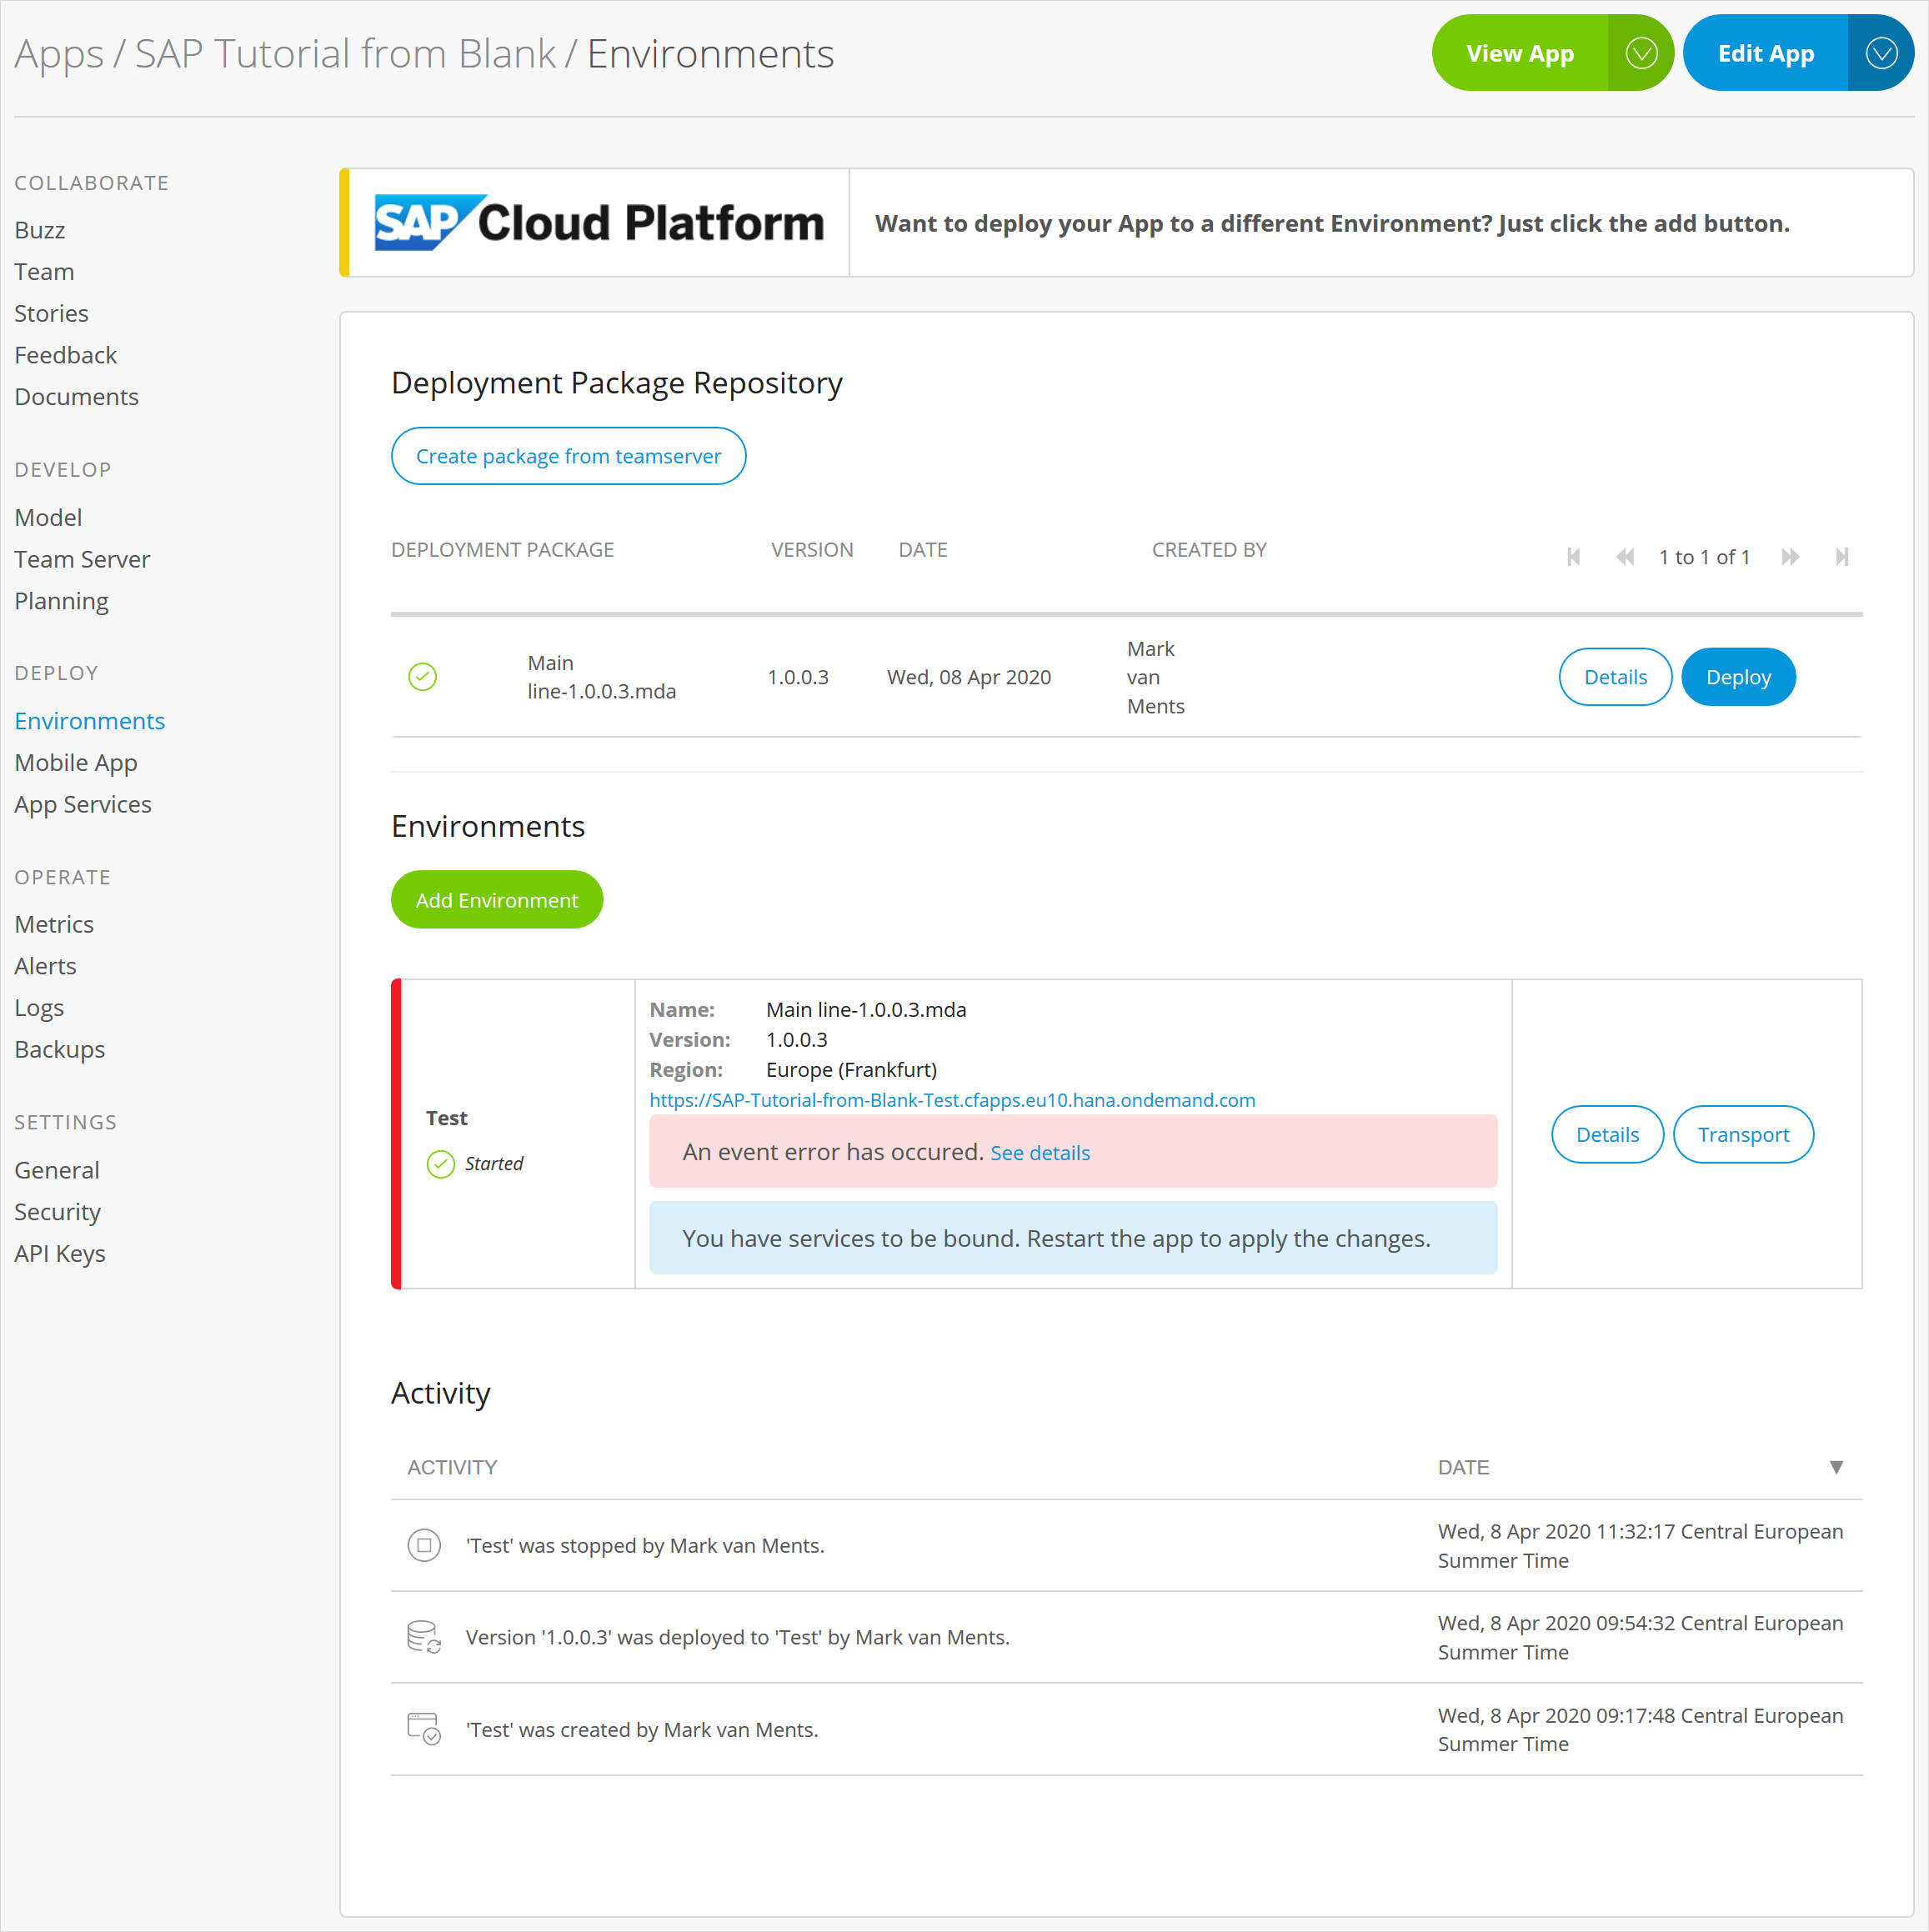 Apps / SAP Tutorial from Blank / Environments
View App
Edit App
COLLABORATE
Buzz
Team
Stories
Feedback
Documents
DEVELOP
Model
Team Server
Planning
DEPLOY
Environments
Mobile App
App Services
OPERATE
Metrics
Alerts
Logs
Backups
SETTINGS
General
Security
API Keys
SAP Cloud Platform
Want to deploy your App to a different Environment? Just click the add button.
Deployment Package Repository
Create package from teamserver
DEPLOYMENT PACKAGE VERSION DATE CREATED BY 1 to 1 of 1
Main
line-1.0.0.3.mda
1.0.0.3
Wed, 08 Apr 2020
Mark
van
Ments
Details
Deploy
Environments
Add Environment
Test
Started
Name: Main line-1.0.0.3.mda
Version: 1.0.0.3
Region: Europe (Frankfurt)
https://SAP-Tutorial-from-Blank-Test.cfapps.eu10.hana.ondemand.com
An event error has occured. See details
You have services to be bound. Restart the app to apply the changes.
Details
Transport
Activity
ACTIVITY DATE ▼
'Test' was stopped by Mark van Ments.
Wed, 8 Apr 2020 11:32:17 Central European
Summer Time
Version '1.0.0.3' was deployed to 'Test' by Mark van Ments.
Wed, 8 Apr 2020 09:54:32 Central European
Summer Time
'Test' was created by Mark van Ments.
Wed, 8 Apr 2020 09:17:48 Central European
Summer Time